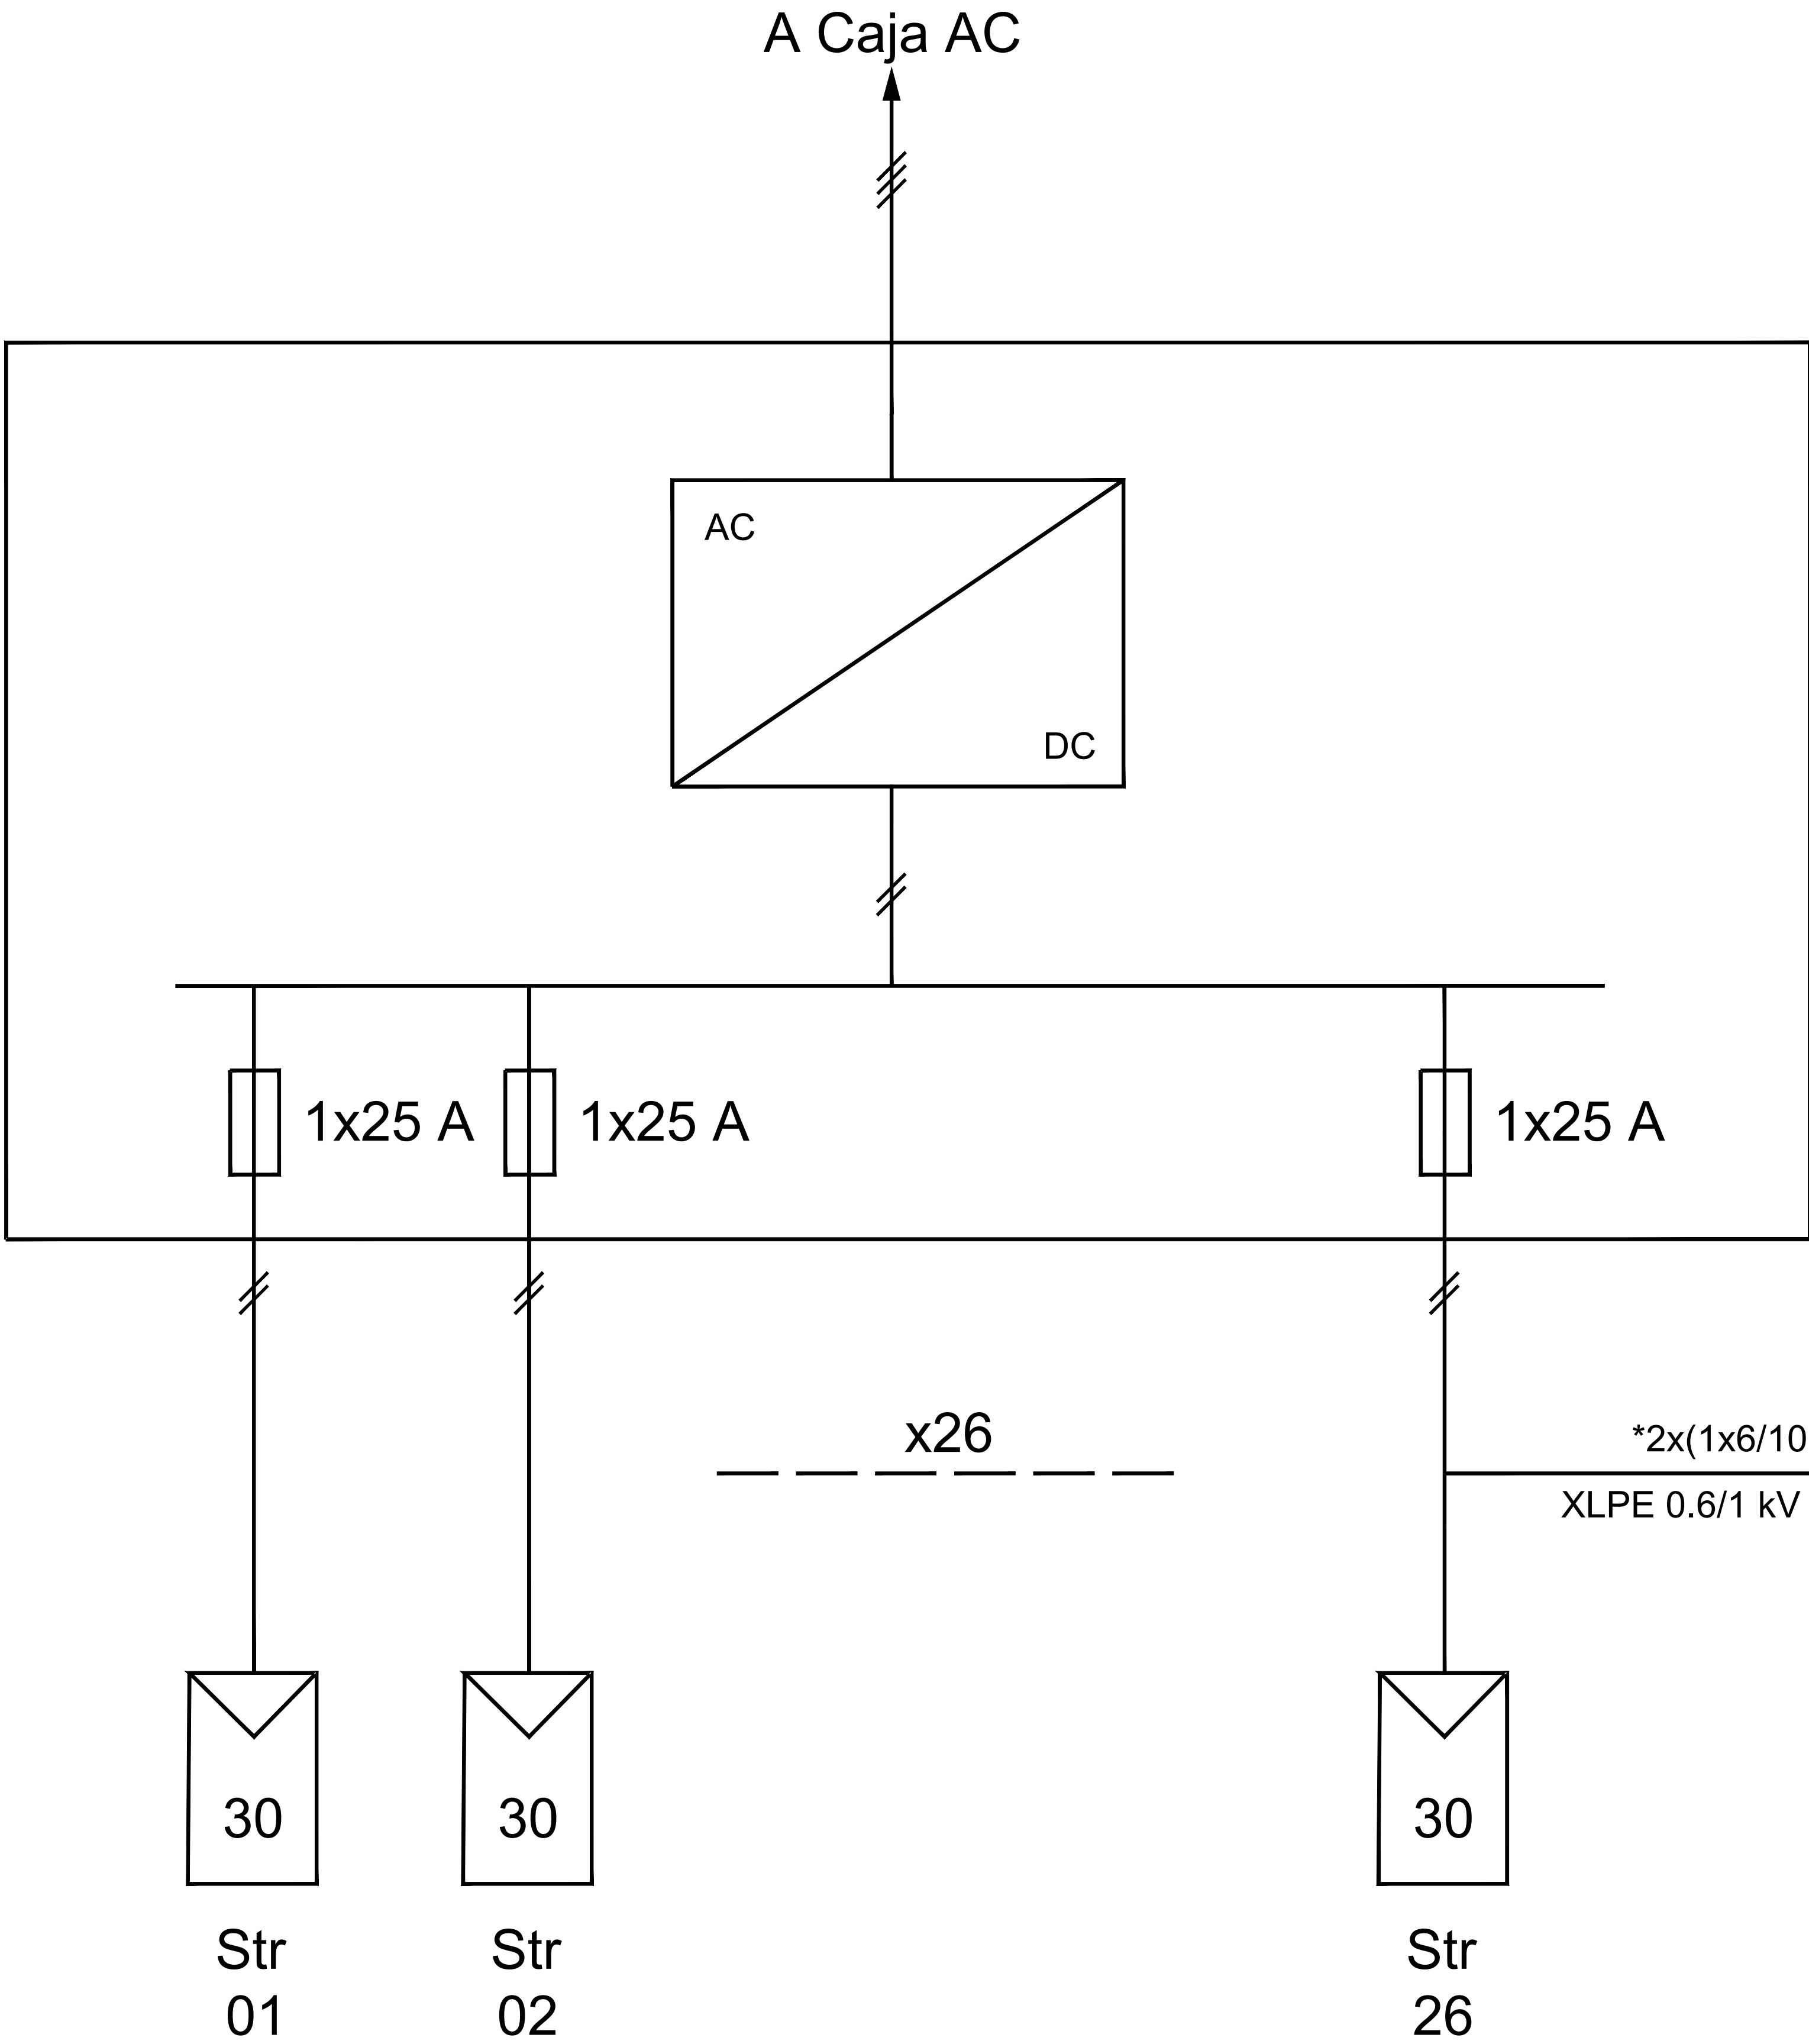 A Caja AC
AC
DC
1x25 A
1x25 A
1x25 A
x26
*2x(1x6/10
XLPE 0.6/1 kV
30
30
30
Str
01
Str
02
Str
26